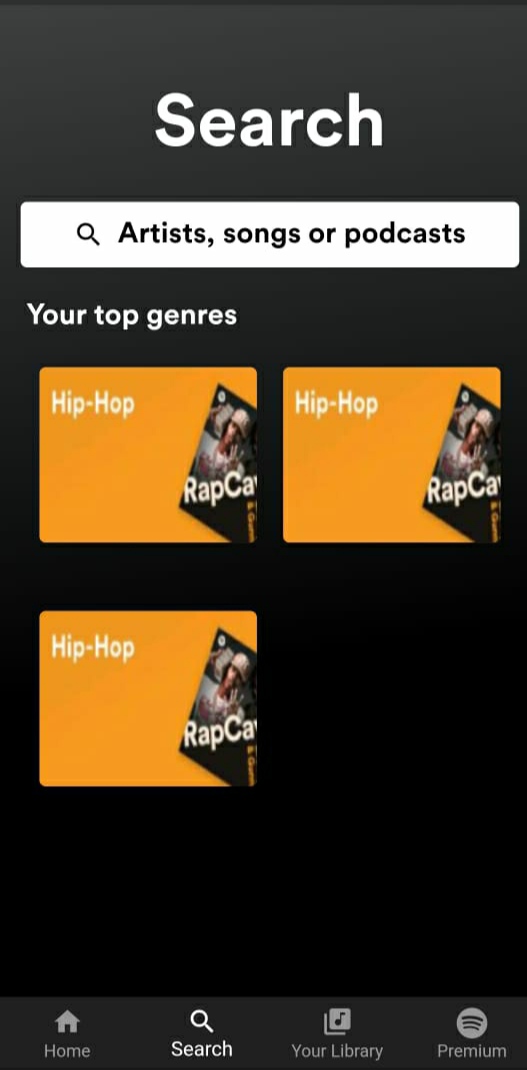 Search
Artists, songs or podcasts
Your top genres
Hip-Hop
RapCa
Hip-Hop
RapCa
Hip-Hop
RapCa
Home
Search
Your Library
Premium